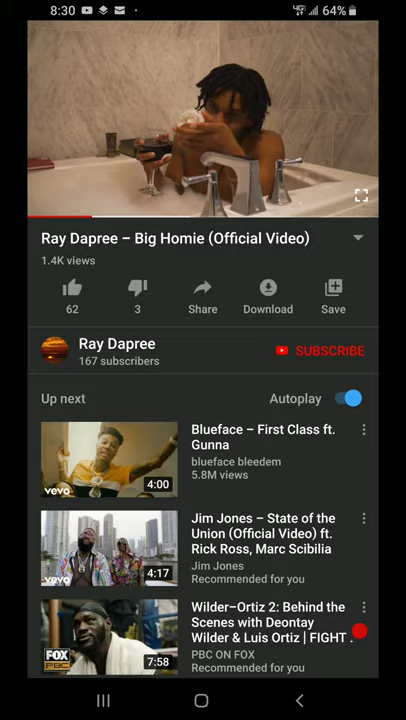 8:30
64%
Ray Dapree – Big Homie (Official Video)
1.4K views
62
3
Share
Download
Save
Ray Dapree
167 subscribers
SUBSCRIBE
Up next
Autoplay
Blueface – First Class ft.
Gunna
blueface bleedem
5.8M views
vevo
4:00
Jim Jones – State of the
Union (Official Video) ft.
Rick Ross, Marc Scibilia
Jim Jones
Recommended for you
vevo
4:17
Wilder–Ortiz 2: Behind the
Scenes with Deontay
Wilder & Luis Ortiz | FIGHT .
PBC ON FOX
Recommended for you
FOX
PBC
7:58